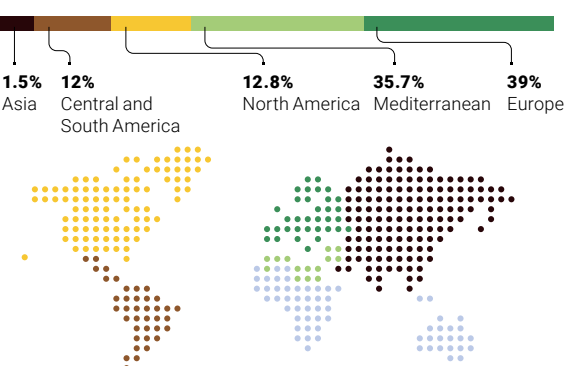 1.5%
Asia
12%
Central and
South America
12.8%
North America
35.7%
Mediterranean
39%
Europe